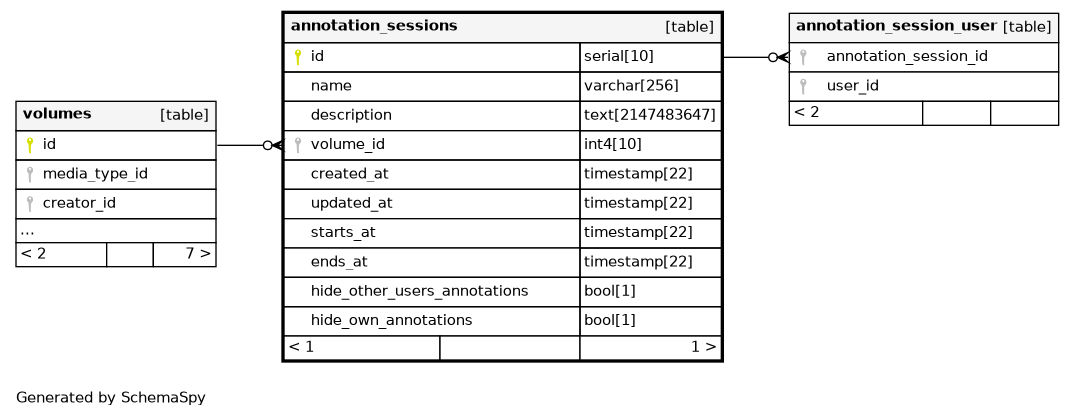 volumes [table]
id
media_type_id
creator_id
...
< 2 7 >
annotation_sessions [table]
id serial[10]
name varchar[256]
description text[2147483647]
volume_id int4[10]
created_at timestamp[22]
updated_at timestamp[22]
starts_at timestamp[22]
ends_at timestamp[22]
hide_other_users_annotations bool[1]
hide_own_annotations bool[1]
< 1 1 >
annotation_session_user [table]
annotation_session_id
user_id
< 2
Generated by SchemaSpy